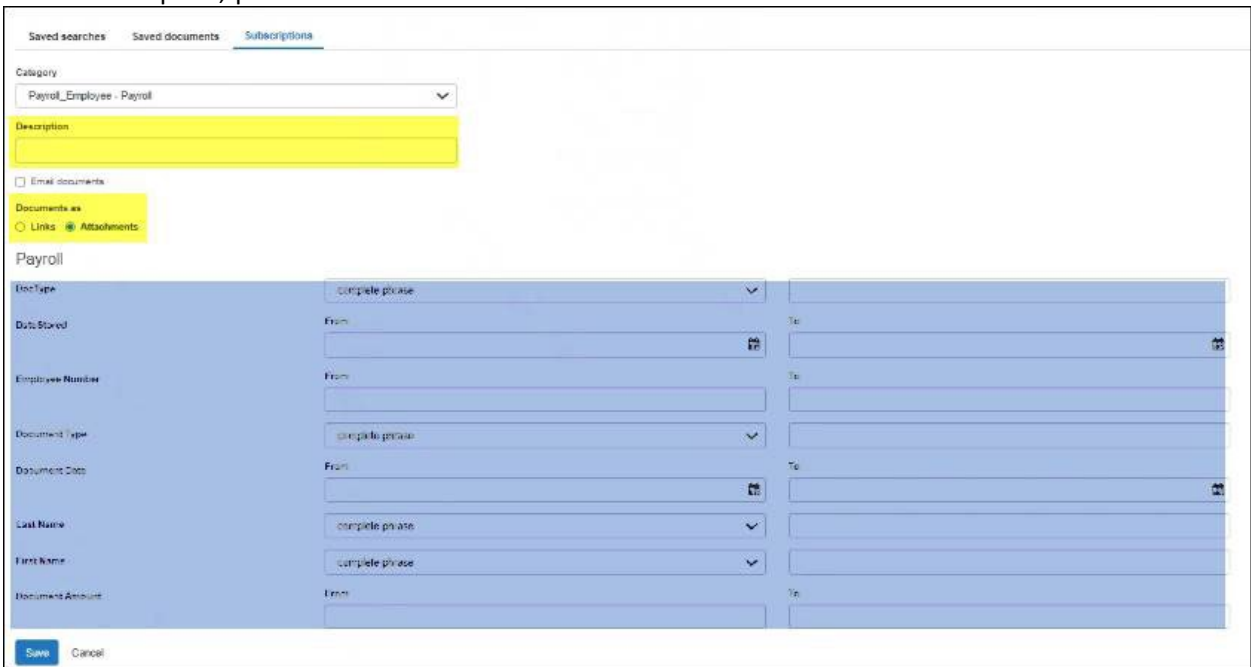 Saved searches Saved documents Subscriptions
Category
Payroll_Employee - Payroll
Description
Email documents
Documents as
Links Attachments
Payroll
DocType complete phrase
Date Stored From To
Employee Number From To
Document Type complete phrase
Document Date From To
Last Name complete phrase
First Name complete phrase
Document Amount From To
Save Cancel